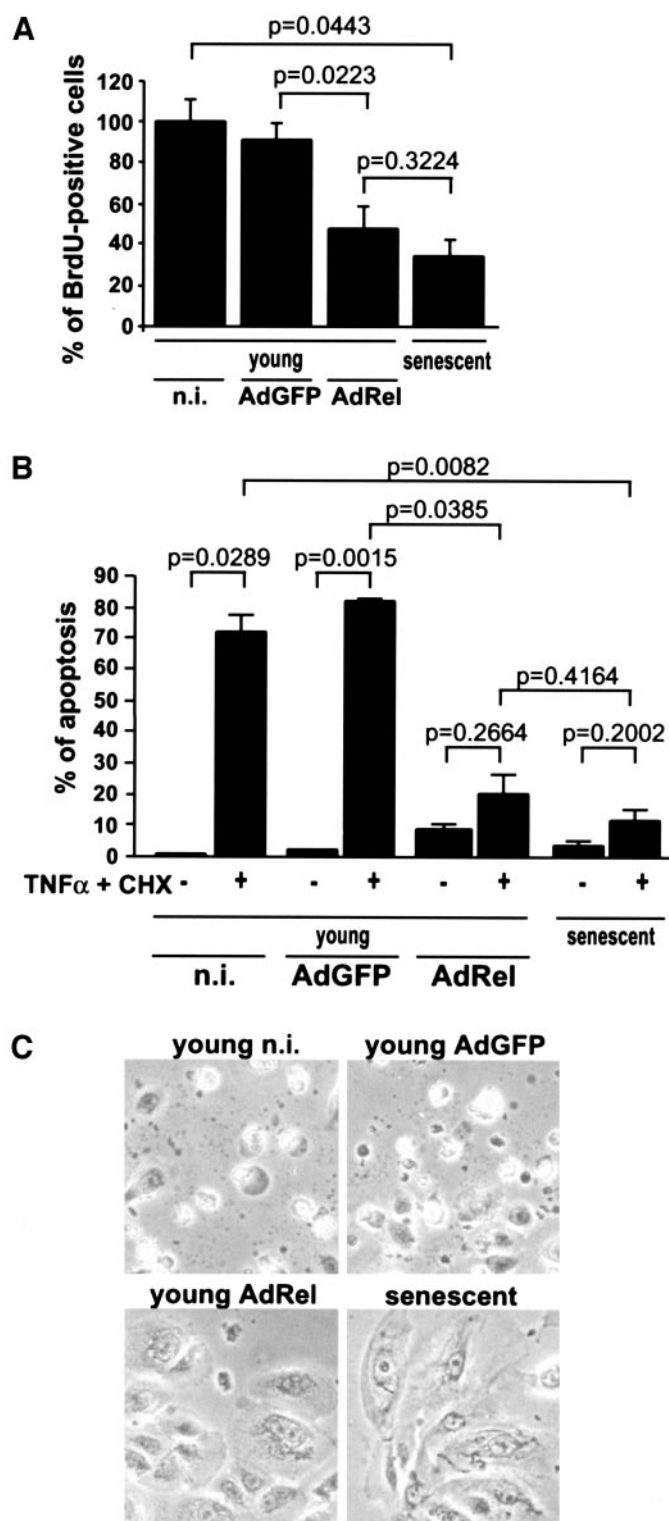 A
p=0.0443
p=0.0223
p=0.3224
% of BrdU-positive cells
120
100
80
60
40
20
0
young senescent
n.i. AdGFP AdRel
B
p=0.0082
p=0.0385
p=0.0289 p=0.0015
p=0.4164
p=0.2664 p=0.2002
% of apoptosis
90
80
70
60
50
40
30
20
10
0
TNFα + CHX - + - + - + - +
young senescent
n.i. AdGFP AdRel
C
young n.i. young AdGFP
young AdRel senescent